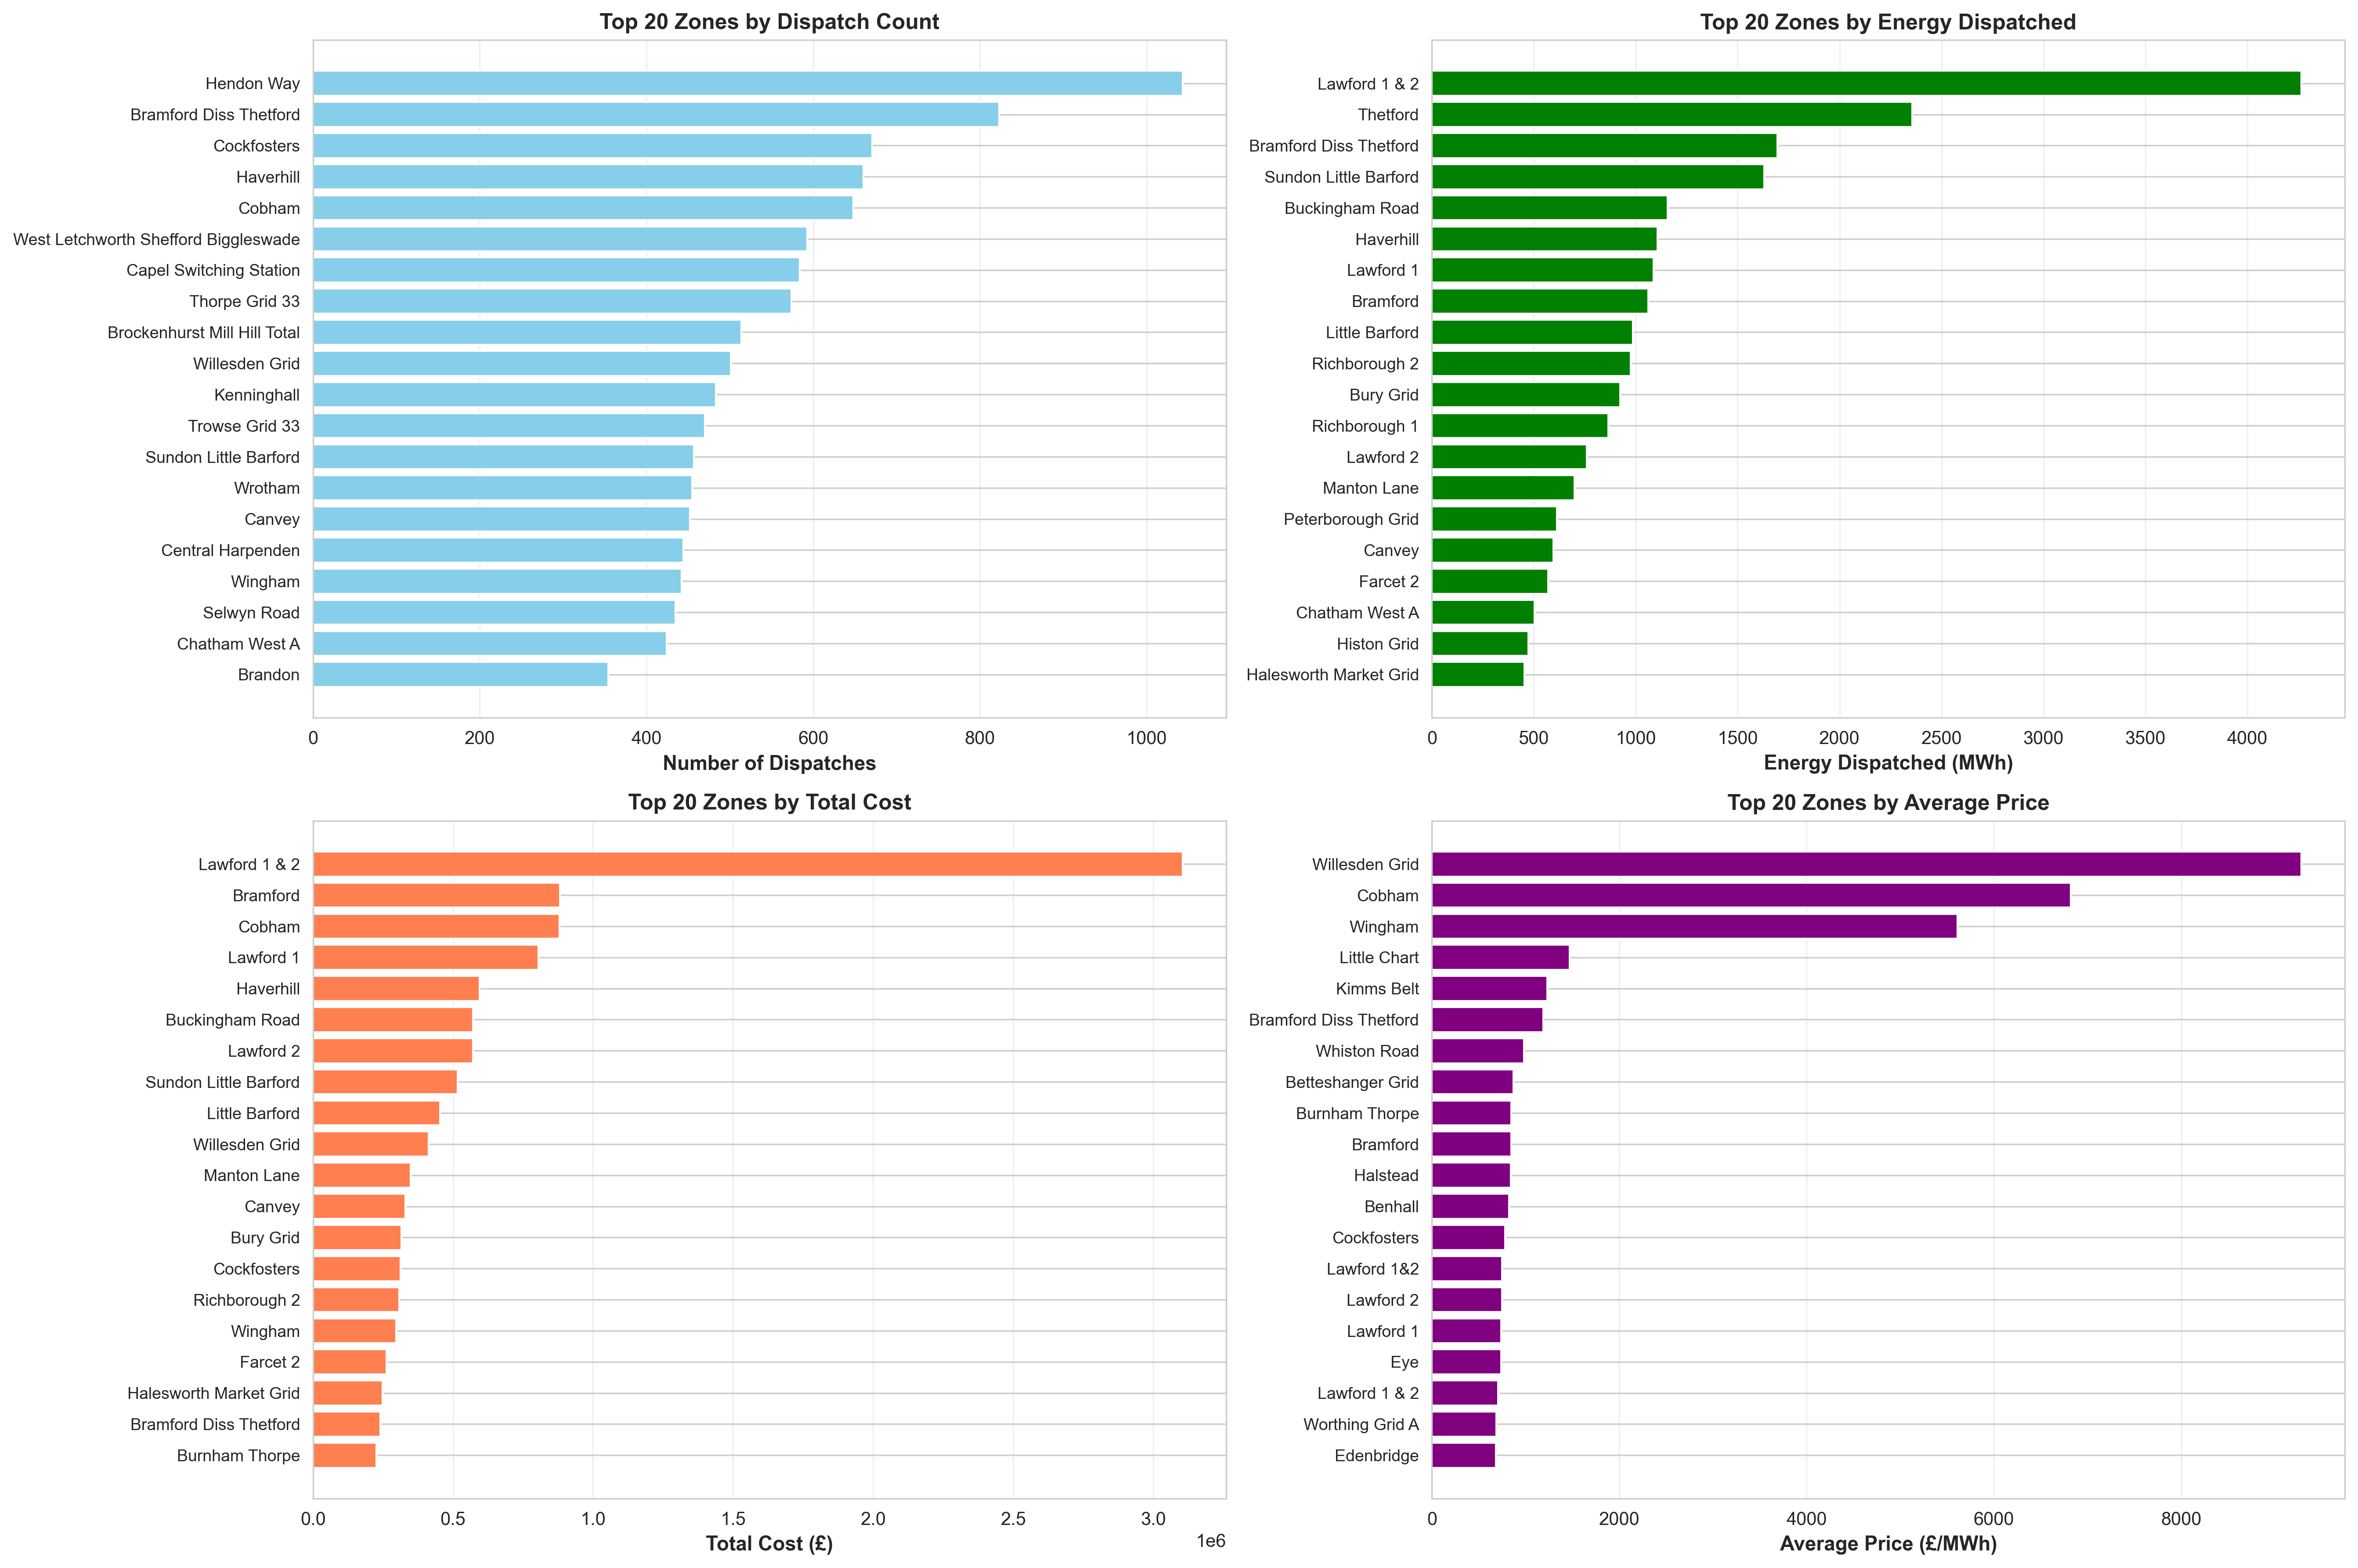 Top 20 Zones by Dispatch Count
Hendon Way
Bramford Diss Thetford
Cockfosters
Haverhill
Cobham
West Letchworth Shefford Biggleswade
Capel Switching Station
Thorpe Grid 33
Brockenhurst Mill Hill Total
Willesden Grid
Kenninghall
Trowse Grid 33
Sundon Little Barford
Wrotham
Canvey
Central Harpenden
Wingham
Selwyn Road
Chatham West A
Brandon
0 200 400 600 800 1000
Number of Dispatches
Top 20 Zones by Energy Dispatched
Lawford 1 & 2
Thetford
Bramford Diss Thetford
Sundon Little Barford
Buckingham Road
Haverhill
Lawford 1
Bramford
Little Barford
Richborough 2
Bury Grid
Richborough 1
Lawford 2
Manton Lane
Peterborough Grid
Canvey
Farcet 2
Chatham West A
Histon Grid
Halesworth Market Grid
0 500 1000 1500 2000 2500 3000 3500 4000
Energy Dispatched (MWh)
Top 20 Zones by Total Cost
Lawford 1 & 2
Bramford
Cobham
Lawford 1
Haverhill
Buckingham Road
Lawford 2
Sundon Little Barford
Little Barford
Willesden Grid
Manton Lane
Canvey
Bury Grid
Cockfosters
Richborough 2
Wingham
Farcet 2
Halesworth Market Grid
Bramford Diss Thetford
Burnham Thorpe
0.0 0.5 1.0 1.5 2.0 2.5 3.0
1e6
Total Cost (£)
Top 20 Zones by Average Price
Willesden Grid
Cobham
Wingham
Little Chart
Kimms Belt
Bramford Diss Thetford
Whiston Road
Betteshanger Grid
Burnham Thorpe
Bramford
Halstead
Benhall
Cockfosters
Lawford 1&2
Lawford 2
Lawford 1
Eye
Lawford 1 & 2
Worthing Grid A
Edenbridge
0 2000 4000 6000 8000
Average Price (£/MWh)